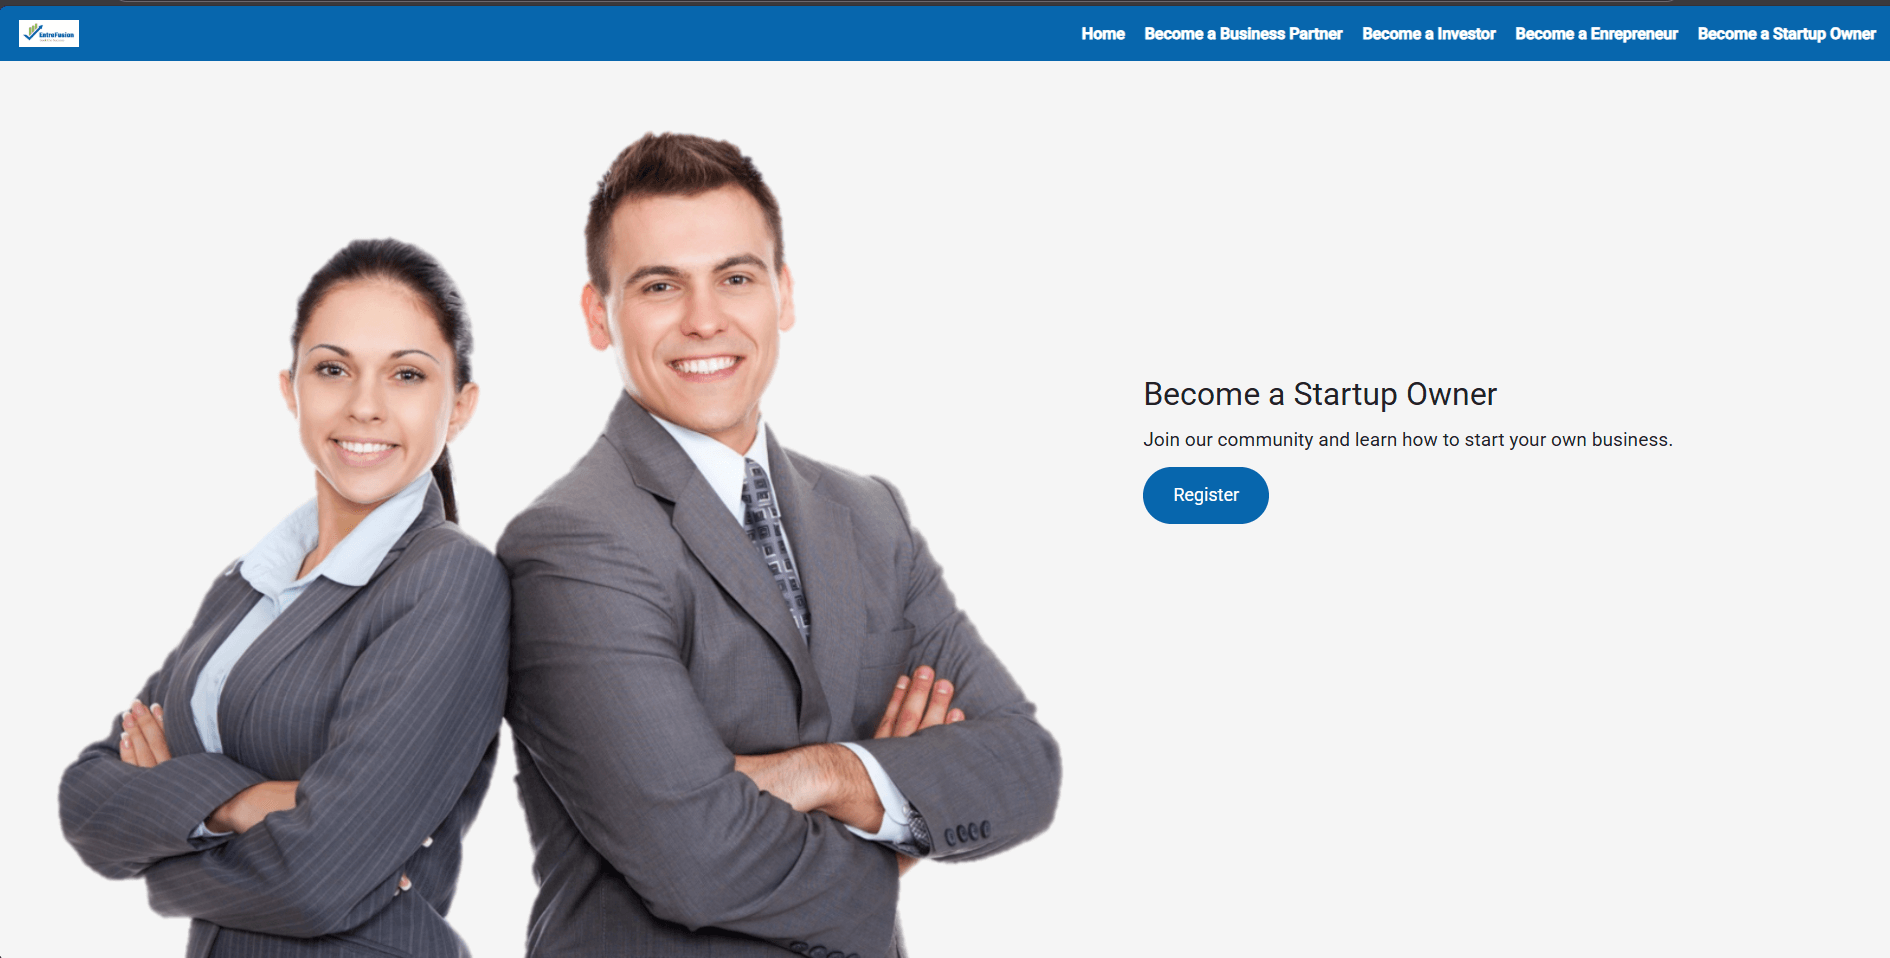 EntroFusion
Home
Become a Business Partner
Become a Investor
Become a Enrepreneur
Become a Startup Owner
Become a Startup Owner
Join our community and learn how to start your own business.
Register